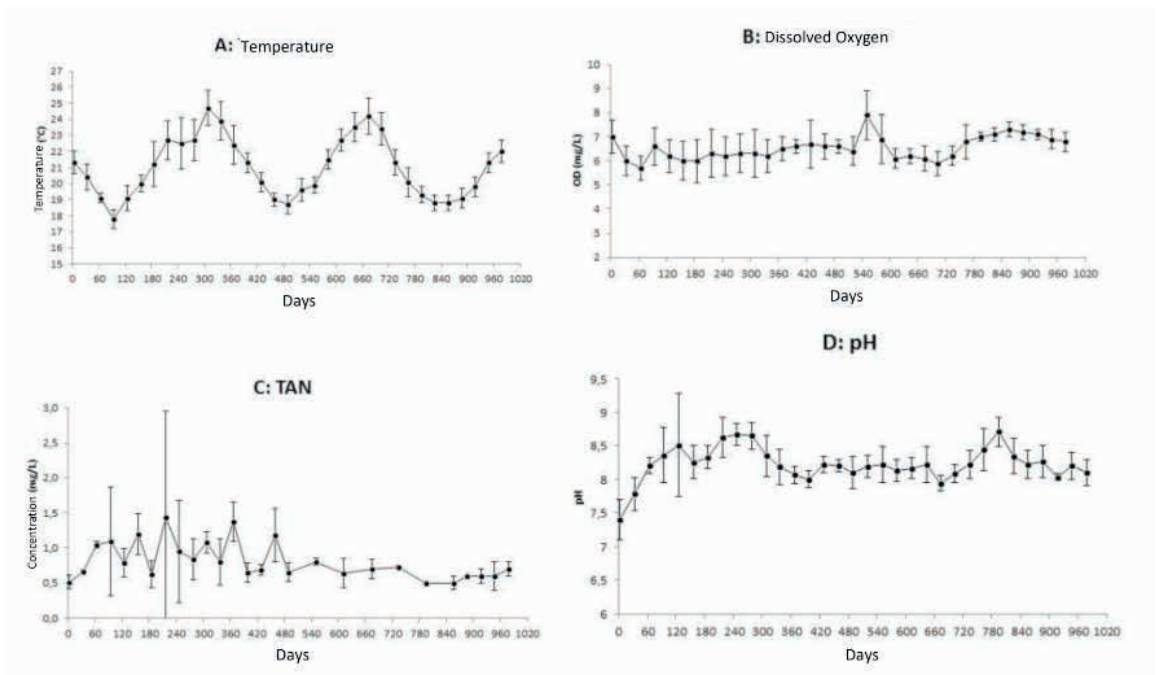 A: Temperature
27
26
25
24
23
22
21
20
19
18
17
16
15
Temperature (°C)
0 60 120 180 240 300 360 420 480 540 600 660 720 780 840 900 960 1020
Days
B: Dissolved Oxygen
10
9
8
7
6
5
4
3
2
OD (mg/L)
0 60 120 180 240 300 360 420 480 540 600 660 720 780 840 900 960 1020
Days
C: TAN
3,0
2,5
2,0
1,5
1,0
0,5
0,0
Concentration (mg/L)
0 60 120 180 240 300 360 420 480 540 600 660 720 780 840 900 960 1020
Days
D: pH
9,5
9
8,5
8
7,5
7
6,5
6
pH
0 60 120 180 240 300 360 420 480 540 600 660 720 780 840 900 960 1020
Days